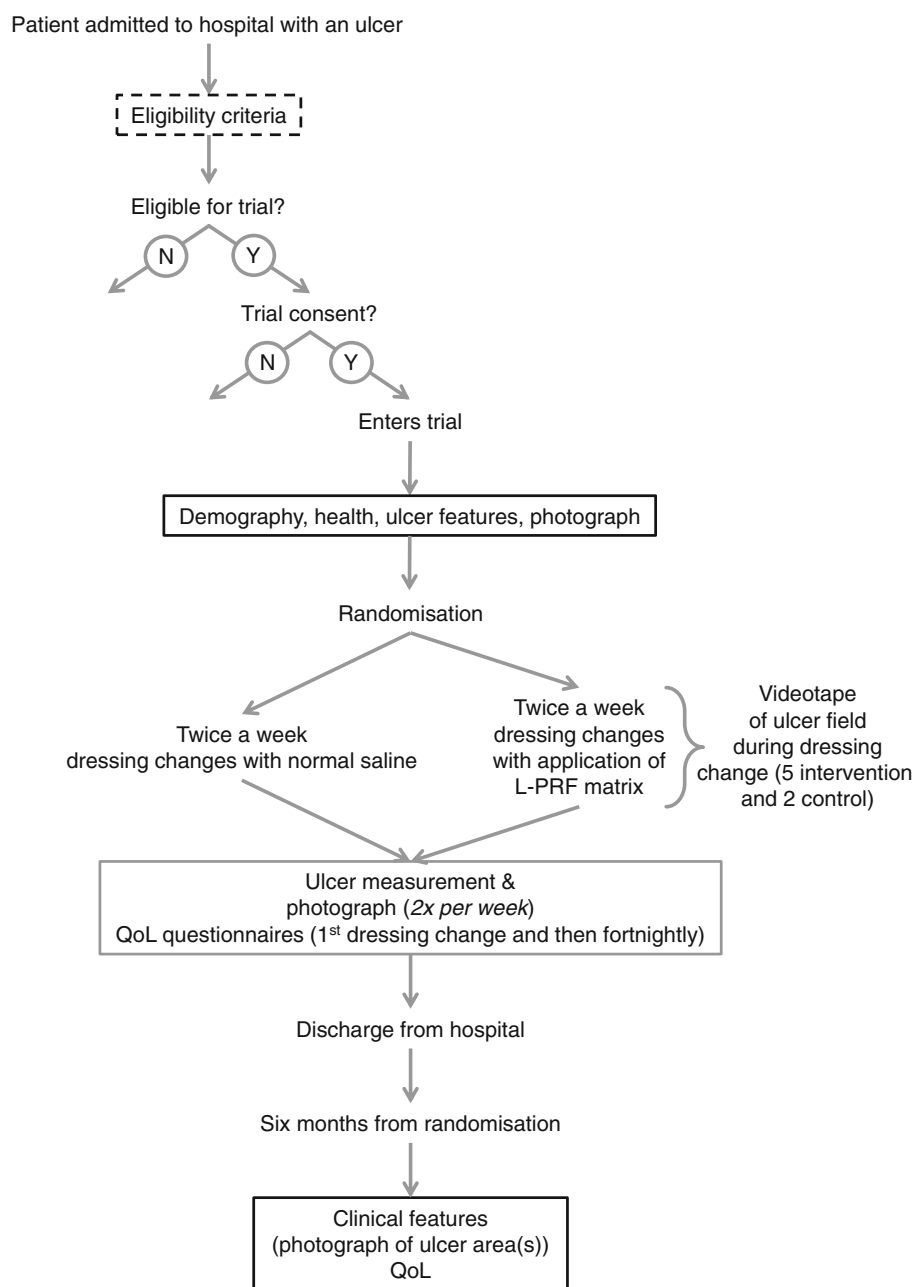 Patient admitted to hospital with an ulcer
Eligibility criteria
Eligible for trial?
N
Y
Trial consent?
N
Y
Enters trial
Demography, health, ulcer features, photograph
Randomisation
Twice a week
dressing changes with normal saline
Twice a week
dressing changes
with application of
L-PRF matrix
Videotape
of ulcer field
during dressing
change (5 intervention
and 2 control)
Ulcer measurement &
photograph (2x per week)
QoL questionnaires (1st dressing change and then fortnightly)
Discharge from hospital
Six months from randomisation
Clinical features
(photograph of ulcer area(s))
QoL